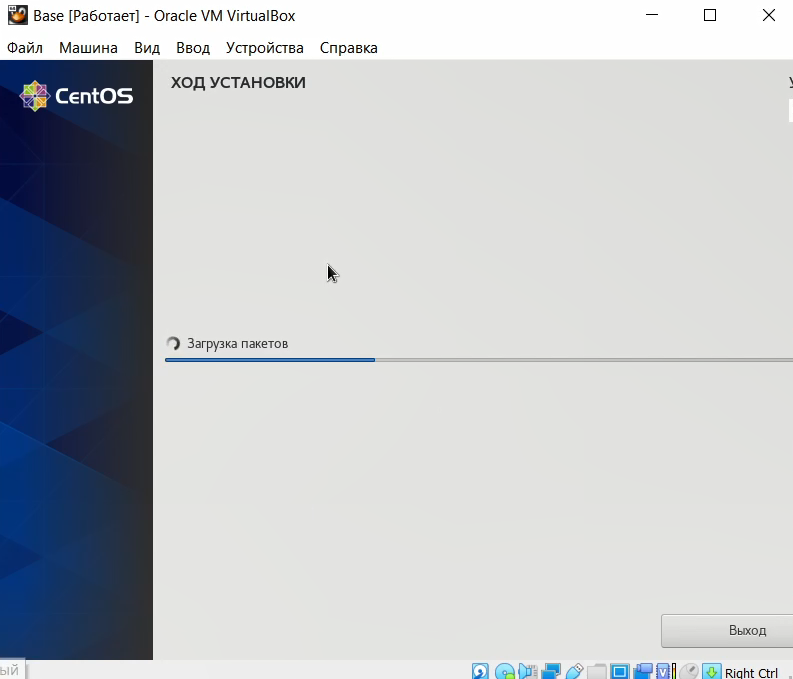 Base [Работает] - Oracle VM VirtualBox
Файл Машина Вид Ввод Устройства Справка
CentOS
ХОД УСТАНОВКИ
Загрузка пакетов
Выход
ый
Right Ctrl